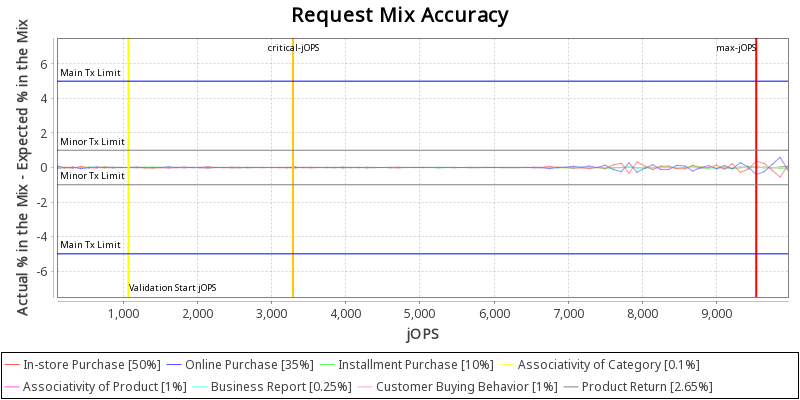 Request Mix Accuracy
Actual % in the Mix - Expected % in the Mix
critical-jOPS
max-jOPS
6
Main Tx Limit
4
2
Minor Tx Limit
0
Minor Tx Limit
-2
-4
Main Tx Limit
-6
Validation Start jOPS
1,000 2,000 3,000 4,000 5,000 6,000 7,000 8,000 9,000
jOPS
In-store Purchase [50%] Online Purchase [35%] Installment Purchase [10%] Associativity of Category [0.1%]
Associativity of Product [1%] Business Report [0.25%] Customer Buying Behavior [1%] Product Return [2.65%]